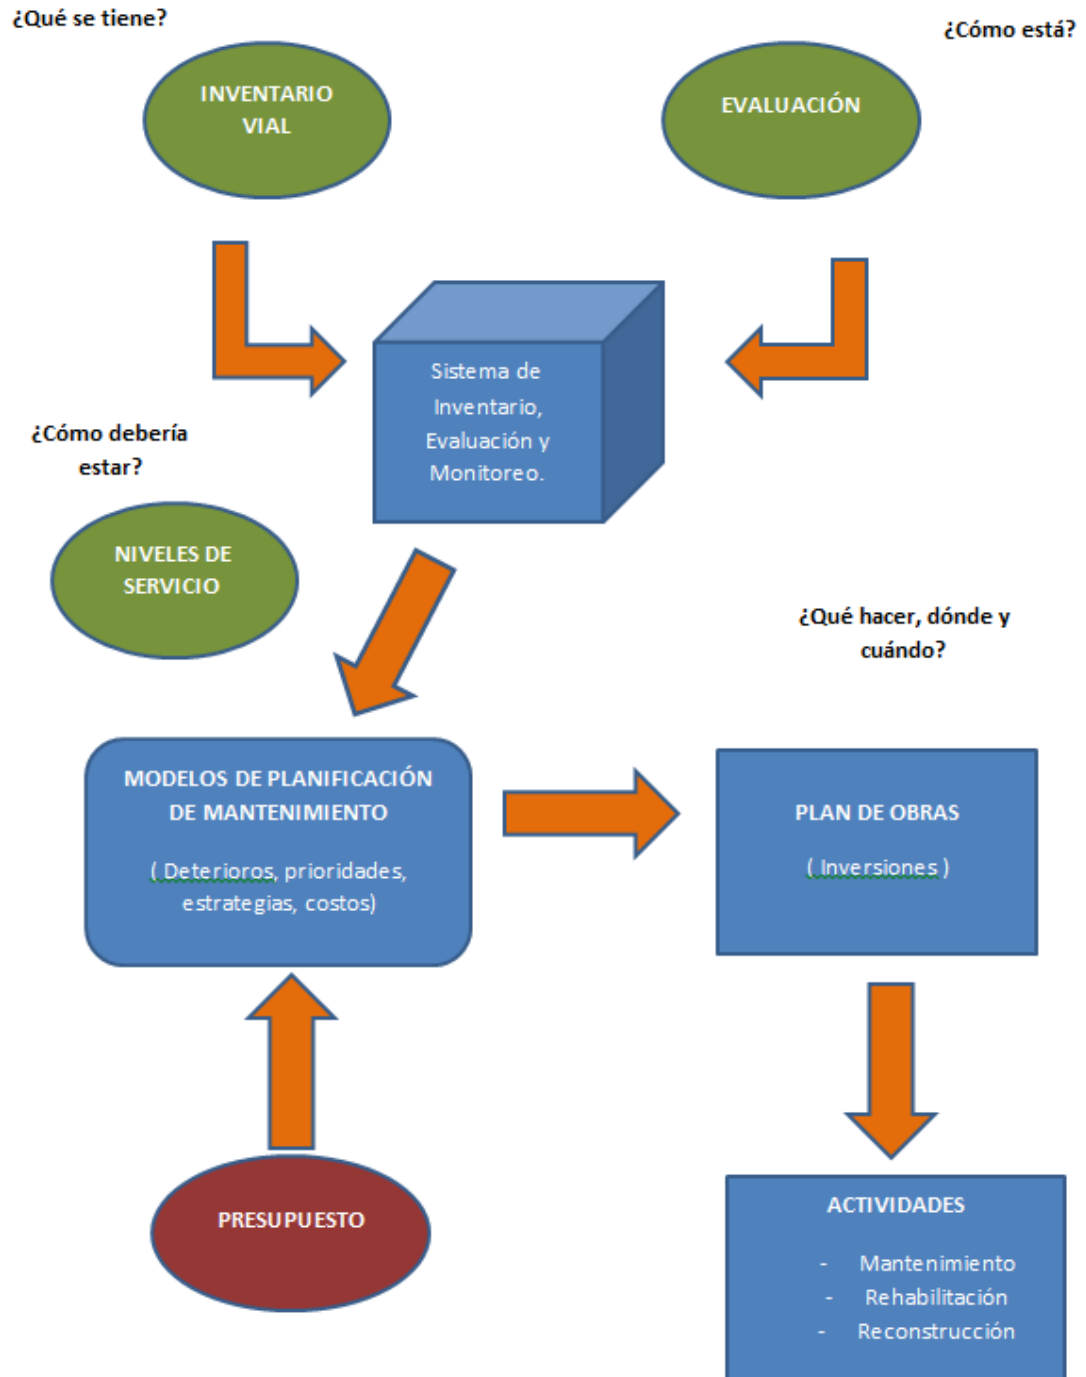 ¿Qué se tiene?
¿Cómo está?
INVENTARIO
VIAL
EVALUACIÓN
Sistema de
Inventario,
Evaluación y
Monitoreo.
¿Cómo debería
estar?
NIVELES DE
SERVICIO
¿Qué hacer, dónde y
cuándo?
MODELOS DE PLANIFICACIÓN
DE MANTENIMIENTO
( Deterioros, prioridades,
estrategias, costos)
PLAN DE OBRAS
( Inversiones )
PRESUPUESTO
ACTIVIDADES
- Mantenimiento
- Rehabilitación
- Reconstrucción